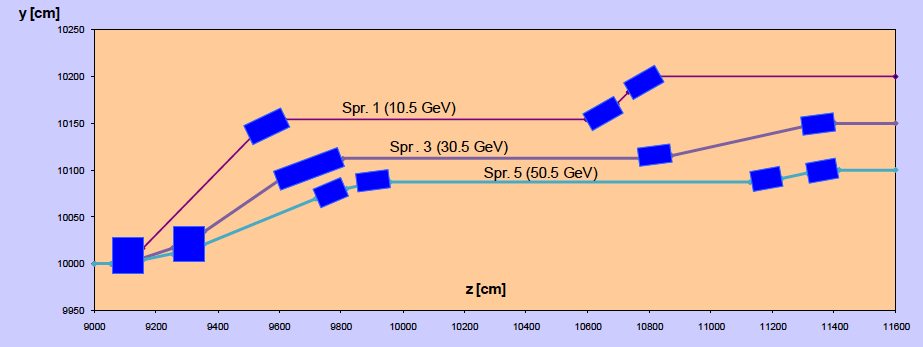 y [cm]
10250
10200
10150
10100
10050
10000
9950
Spr. 1 (10.5 GeV)
Spr. 3 (30.5 GeV)
Spr. 5 (50.5 GeV)
z [cm]
9000 9200 9400 9600 9800 10000 10200 10400 10600 10800 11000 11200 11400 11600